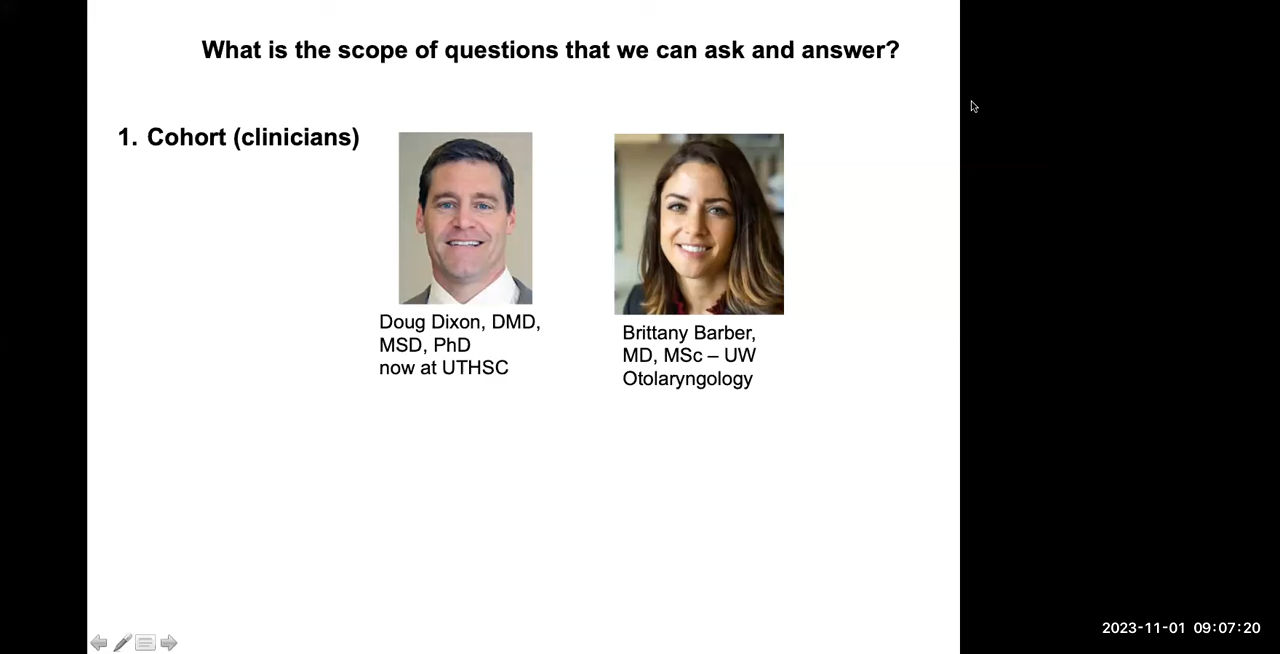 What is the scope of questions that we can ask and answer?
1. Cohort (clinicians)
Doug Dixon, DMD,
MSD, PhD
now at UTHSC
Brittany Barber,
MD, MSc – UW
Otolaryngology
2023-11-01 09:07:20